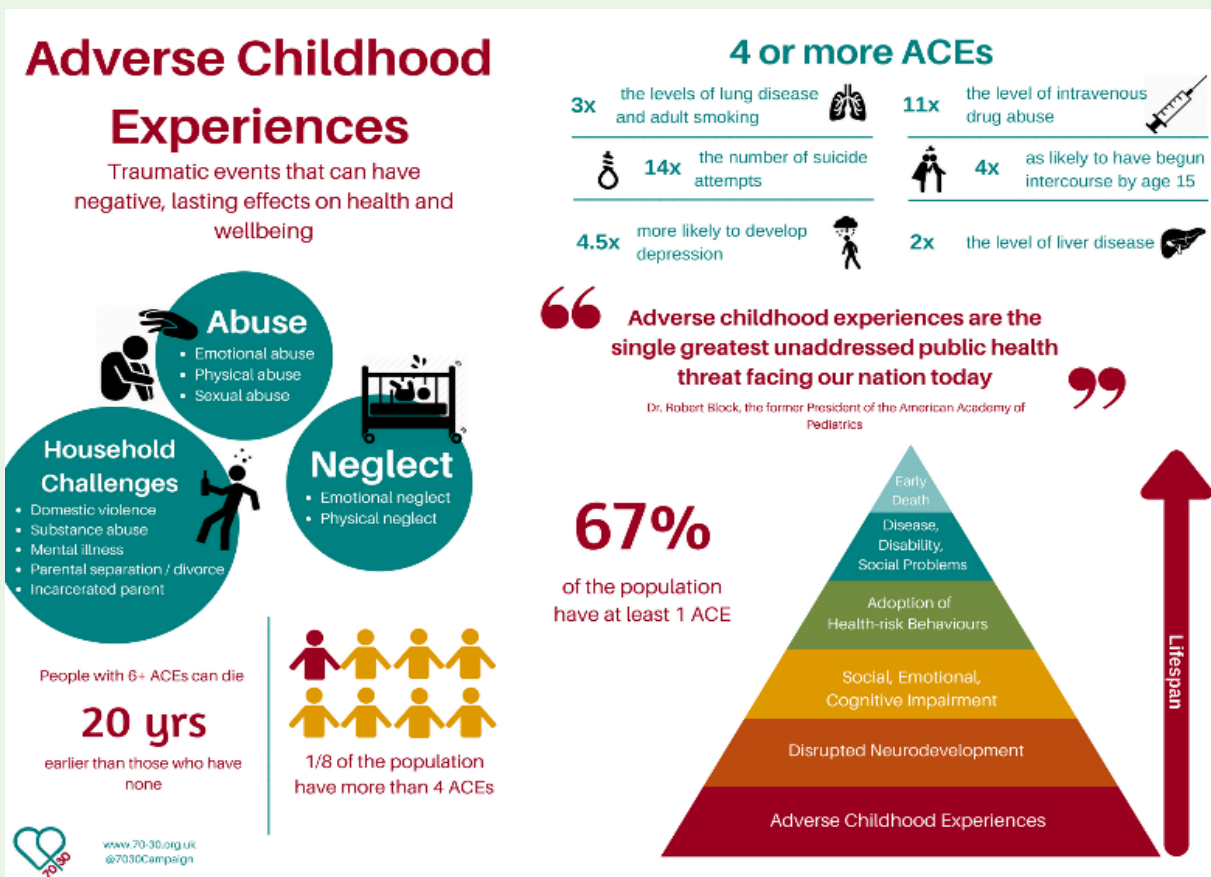 Adverse Childhood
Experiences
Traumatic events that can have
negative, lasting effects on health and
wellbeing
Abuse
• Emotional abuse
• Physical abuse
• Sexual abuse
Neglect
• Emotional neglect
• Physical neglect
Household
Challenges
• Domestic violence
• Substance abuse
• Mental illness
• Parental separation / divorce
• Incarcerated parent
People with 6+ ACEs can die
20 yrs
earlier than those who have
none
1/8 of the population
have more than 4 ACEs
70/30
www.70-30.org.uk
@7030Campaign
4 or more ACEs
3x the levels of lung disease
and adult smoking
11x the level of intravenous
drug abuse
14x the number of suicide
attempts
4x as likely to have begun
intercourse by age 15
4.5x more likely to develop
depression
2x the level of liver disease
“ Adverse childhood experiences are the
single greatest unaddressed public health
threat facing our nation today ”
Dr. Robert Block, the former President of the American Academy of
Pediatrics
67%
of the population
have at least 1 ACE
Early
Death
Disease,
Disability,
Social Problems
Adoption of
Health-risk Behaviours
Social, Emotional,
Cognitive Impairment
Disrupted Neurodevelopment
Adverse Childhood Experiences
Lifespan